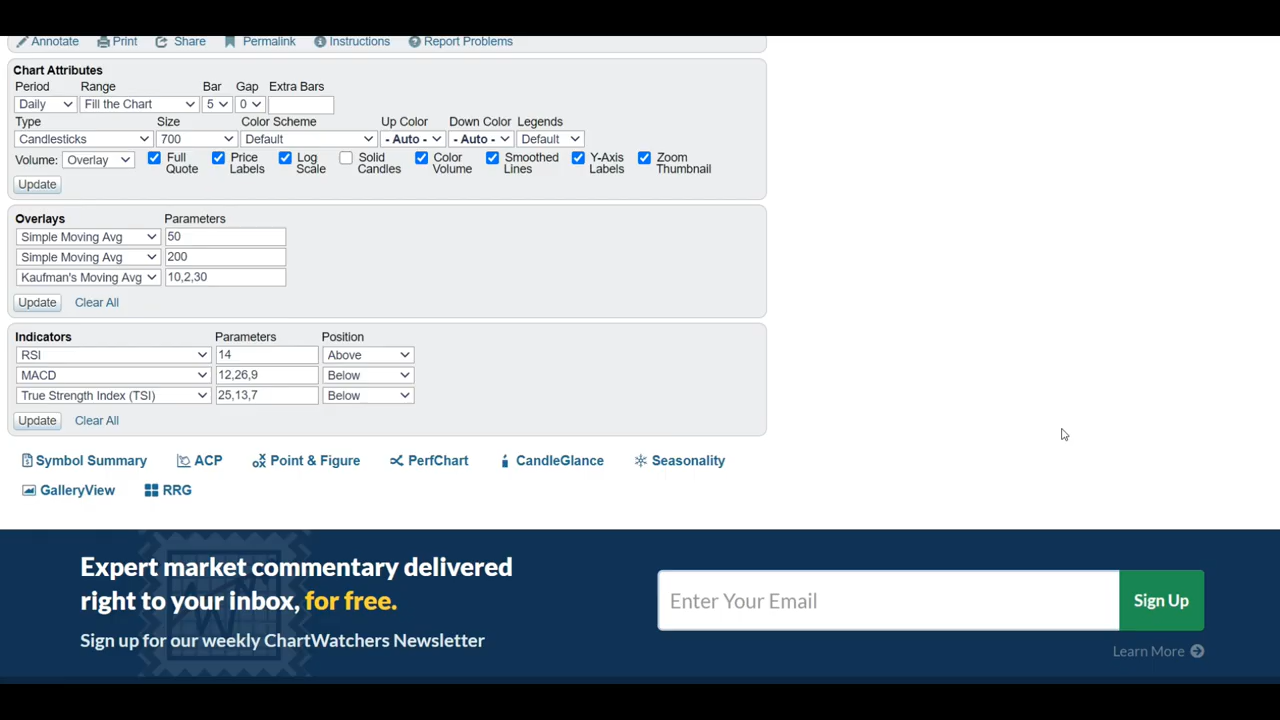 Annotate Print Share Permalink Instructions Report Problems
Chart Attributes
Period Range Bar Gap Extra Bars
Daily Fill the Chart 5 0
Type Size Color Scheme Up Color Down Color Legends
Candlesticks 700 Default - Auto - - Auto - Default
Volume: Overlay Full Quote Price Labels Log Scale Solid Candles Color Volume Smoothed Lines Y-Axis Labels Zoom Thumbnail
Update
Overlays Parameters
Simple Moving Avg 50
Simple Moving Avg 200
Kaufman's Moving Avg 10,2,30
Update Clear All
Indicators Parameters Position
RSI 14 Above
MACD 12,26,9 Below
True Strength Index (TSI) 25,13,7 Below
Update Clear All
Symbol Summary ACP Point & Figure PerfChart CandleGlance Seasonality
GalleryView RRG
Expert market commentary delivered
right to your inbox, for free.
Sign up for our weekly ChartWatchers Newsletter
Enter Your Email Sign Up
Learn More